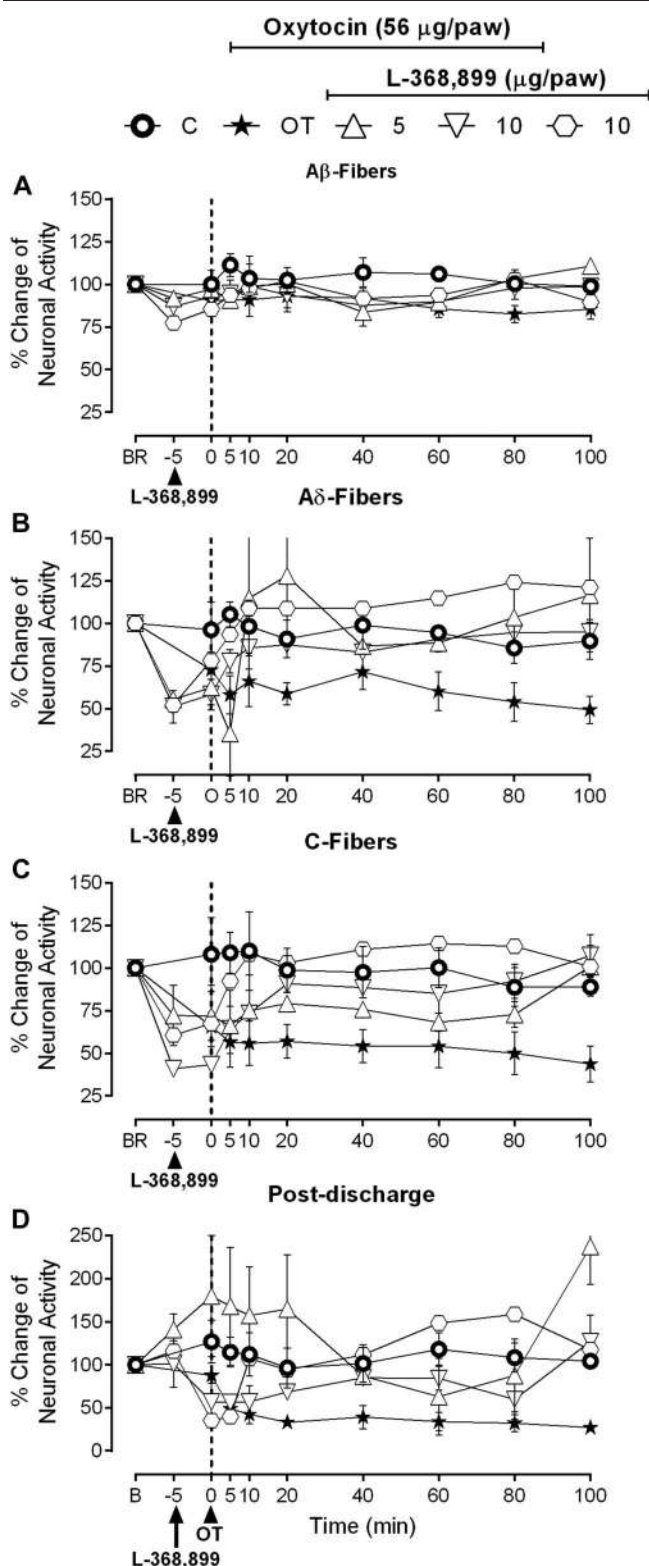 Oxytocin (56 μg/paw)
L-368,899 (μg/paw)
C OT 5 10 10
A Aβ-Fibers
% Change of
Neuronal Activity
150
125
100
75
50
25
BR -5 0 5 10 20 40 60 80 100
L-368,899
B Aδ-Fibers
% Change of
Neuronal Activity
150
125
100
75
50
25
BR -5 O 5 10 20 40 60 80 100
L-368,899
C C-Fibers
% Change of
Neuronal Activity
150
125
100
75
50
25
BR -5 0 5 10 20 40 60 80 100
L-368,899
D Post-discharge
% Change of
Neuronal Activity
250
200
150
100
50
0
B -5 0 5 10 20 40 60 80 100
OT Time (min)
L-368,899